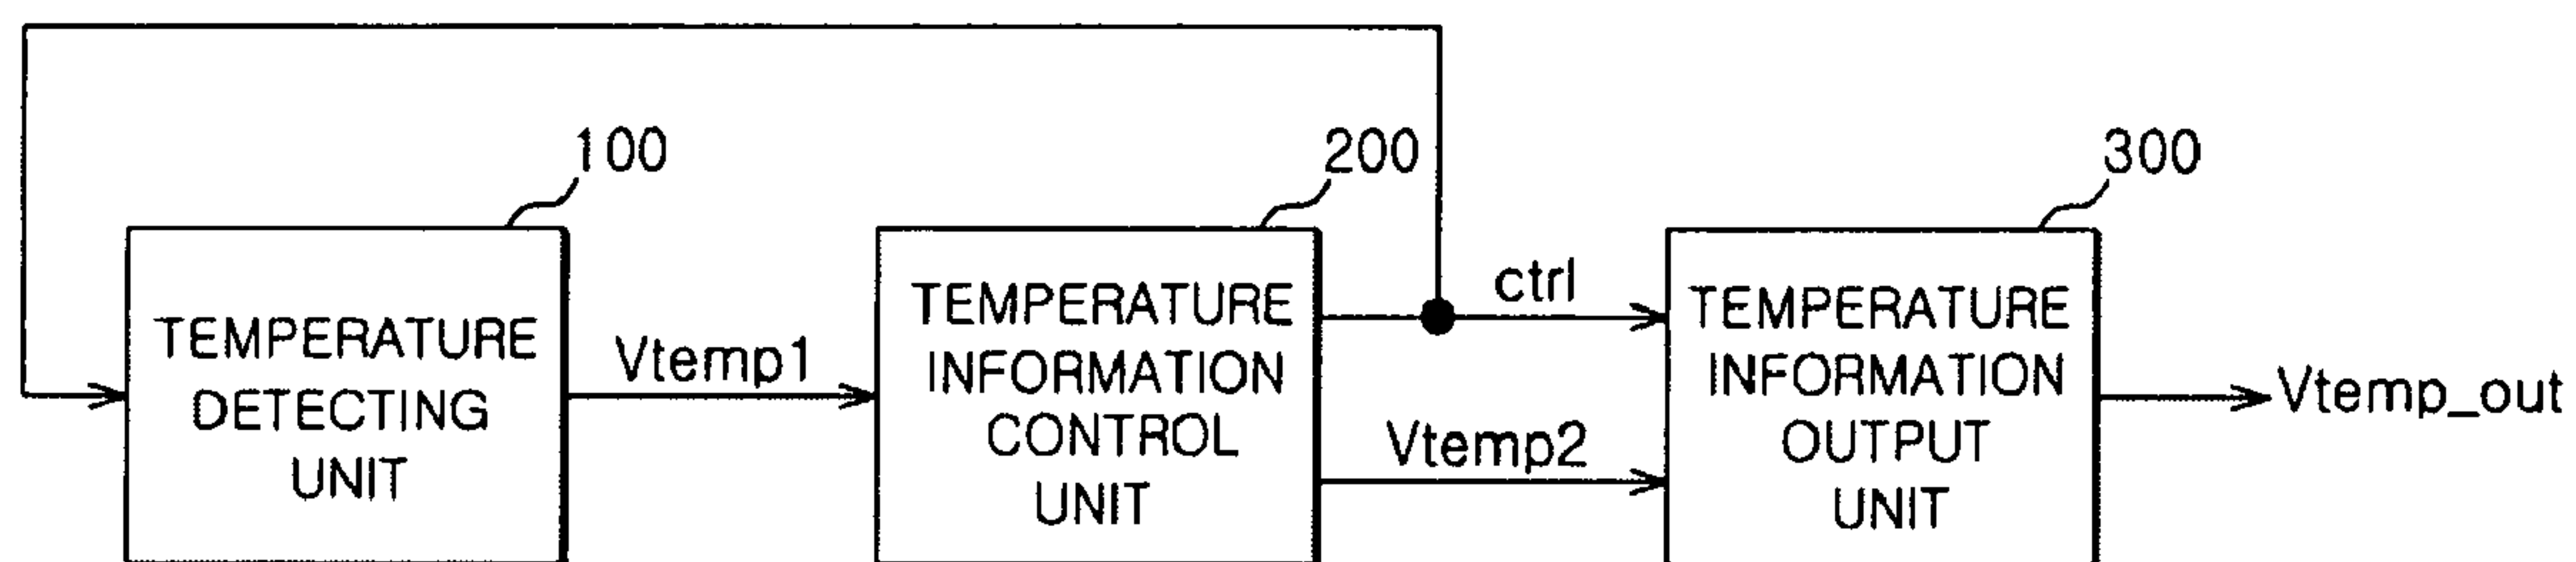 100
200
300
TEMPERATURE
DETECTING
UNIT
Vtemp1
TEMPERATURE
INFORMATION
CONTROL
UNIT
ctrl
Vtemp2
TEMPERATURE
INFORMATION
OUTPUT
UNIT
Vtemp_out